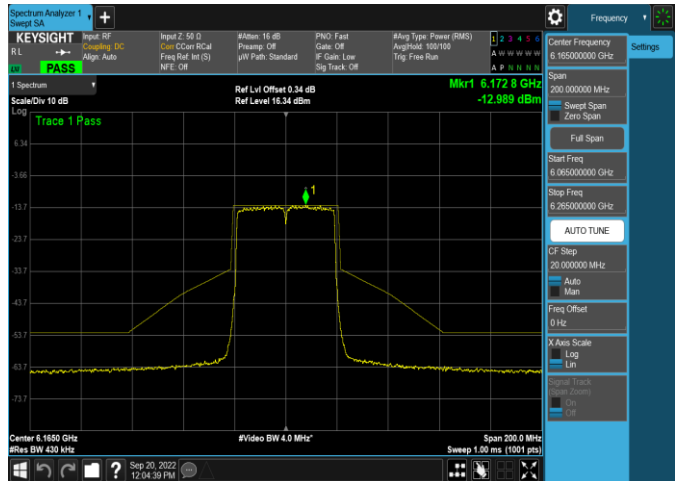 Spectrum Analyzer 1
Swept SA
+
Frequency
KEYSIGHT
RL
PASS
Input: RF
Coupling: DC
Align: Auto
Input Z: 50 Ω
Corr CCorr RCal
Freq Ref: Int (S)
NFE: Off
#Atten: 16 dB
Preamp: Off
µW Path: Standard
PNO: Fast
Gate: Off
IF Gain: Low
Sig Track: Off
#Avg Type: Power (RMS)
Avg|Hold: 100/100
Trig: Free Run
1 2 3 4 5 6
A W W W W W
A P N N N N
1 Spectrum
Scale/Div 10 dB
Log
Ref Lvl Offset 0.34 dB
Ref Level 16.34 dBm
Mkr1 6.172 8 GHz
-12.989 dBm
Trace 1 Pass
1
6.34
-3.66
-13.7
-23.7
-33.7
-43.7
-53.7
-63.7
-73.7
Center 6.1650 GHz
#Res BW 430 kHz
#Video BW 4.0 MHz*
Span 200.0 MHz
Sweep 1.00 ms (1001 pts)
Sep 20, 2022
12:04:39 PM
?
Center Frequency
6.165000000 GHz
Settings
Span
200.000000 MHz
Swept Span
Zero Span
Full Span
Start Freq
6.065000000 GHz
Stop Freq
6.265000000 GHz
AUTO TUNE
CF Step
20.000000 MHz
Auto
Man
Freq Offset
0 Hz
X Axis Scale
Log
Lin
Signal Track
(Span Zoom)
On
Off